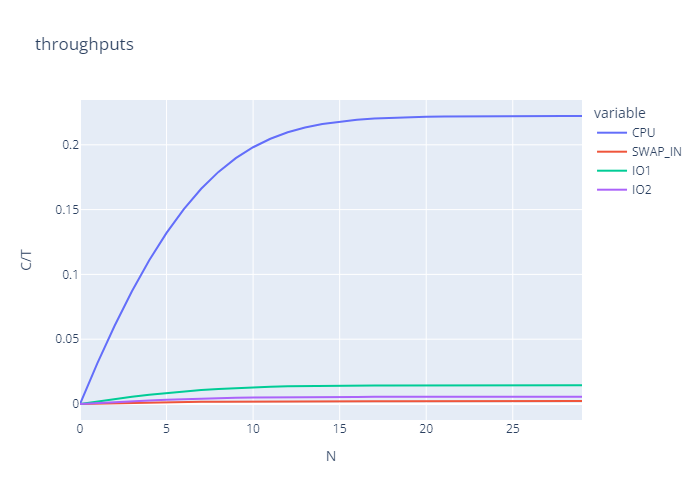 throughputs
variable
CPU
SWAP_IN
IO1
IO2
C/T
0.2
0.15
0.1
0.05
0
0 5 10 15 20 25
N